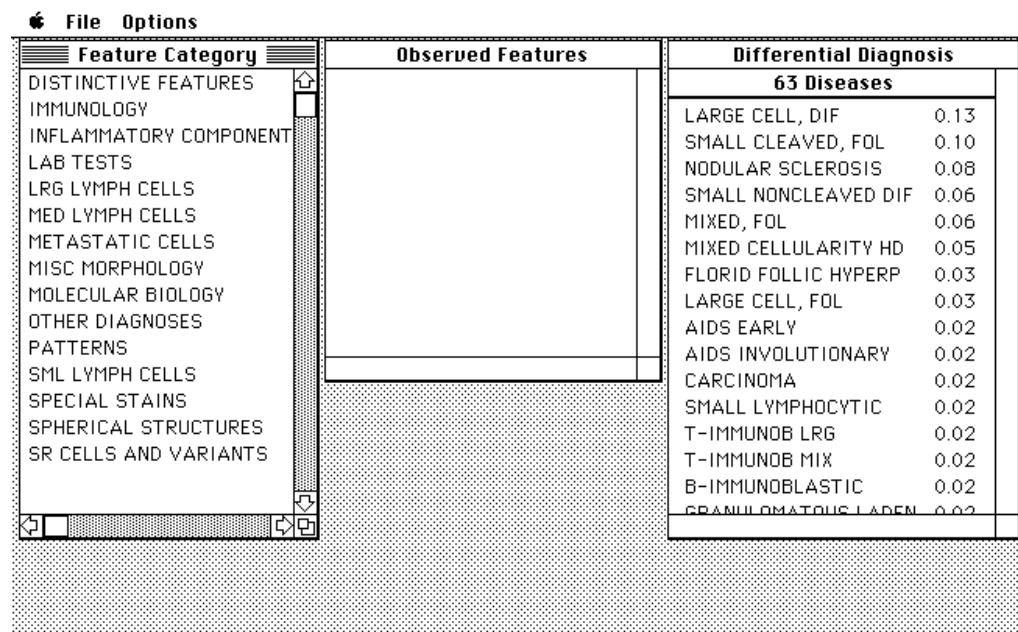 File Options
Feature Category
DISTINCTIVE FEATURES
IMMUNOLOGY
INFLAMMATORY COMPONENT
LAB TESTS
LRG LYMPH CELLS
MED LYMPH CELLS
METASTATIC CELLS
MISC MORPHOLOGY
MOLECULAR BIOLOGY
OTHER DIAGNOSES
PATTERNS
SML LYMPH CELLS
SPECIAL STAINS
SPHERICAL STRUCTURES
SR CELLS AND VARIANTS
Observed Features
Differential Diagnosis
63 Diseases
LARGE CELL, DIF 0.13
SMALL CLEAVED, FOL 0.10
NODULAR SCLEROSIS 0.08
SMALL NONCLEAVED DIF 0.06
MIXED, FOL 0.06
MIXED CELLULARITY HD 0.05
FLORID FOLLIC HYPERP 0.03
LARGE CELL, FOL 0.03
AIDS EARLY 0.02
AIDS INVOLUTIONARY 0.02
CARCINOMA 0.02
SMALL LYMPHOCYTIC 0.02
T-IMMUNOB LRG 0.02
T-IMMUNOB MIX 0.02
B-IMMUNOBLASTIC 0.02
GRANULOMATOUS LADEN 0.02